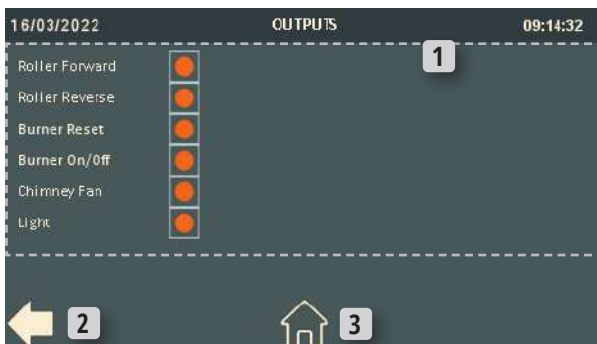 16/03/2022 OUTPUTS 09:14:32
1
Roller Forward
Roller Reverse
Burner Reset
Burner On/Off
Chimney Fan
Light
2 3